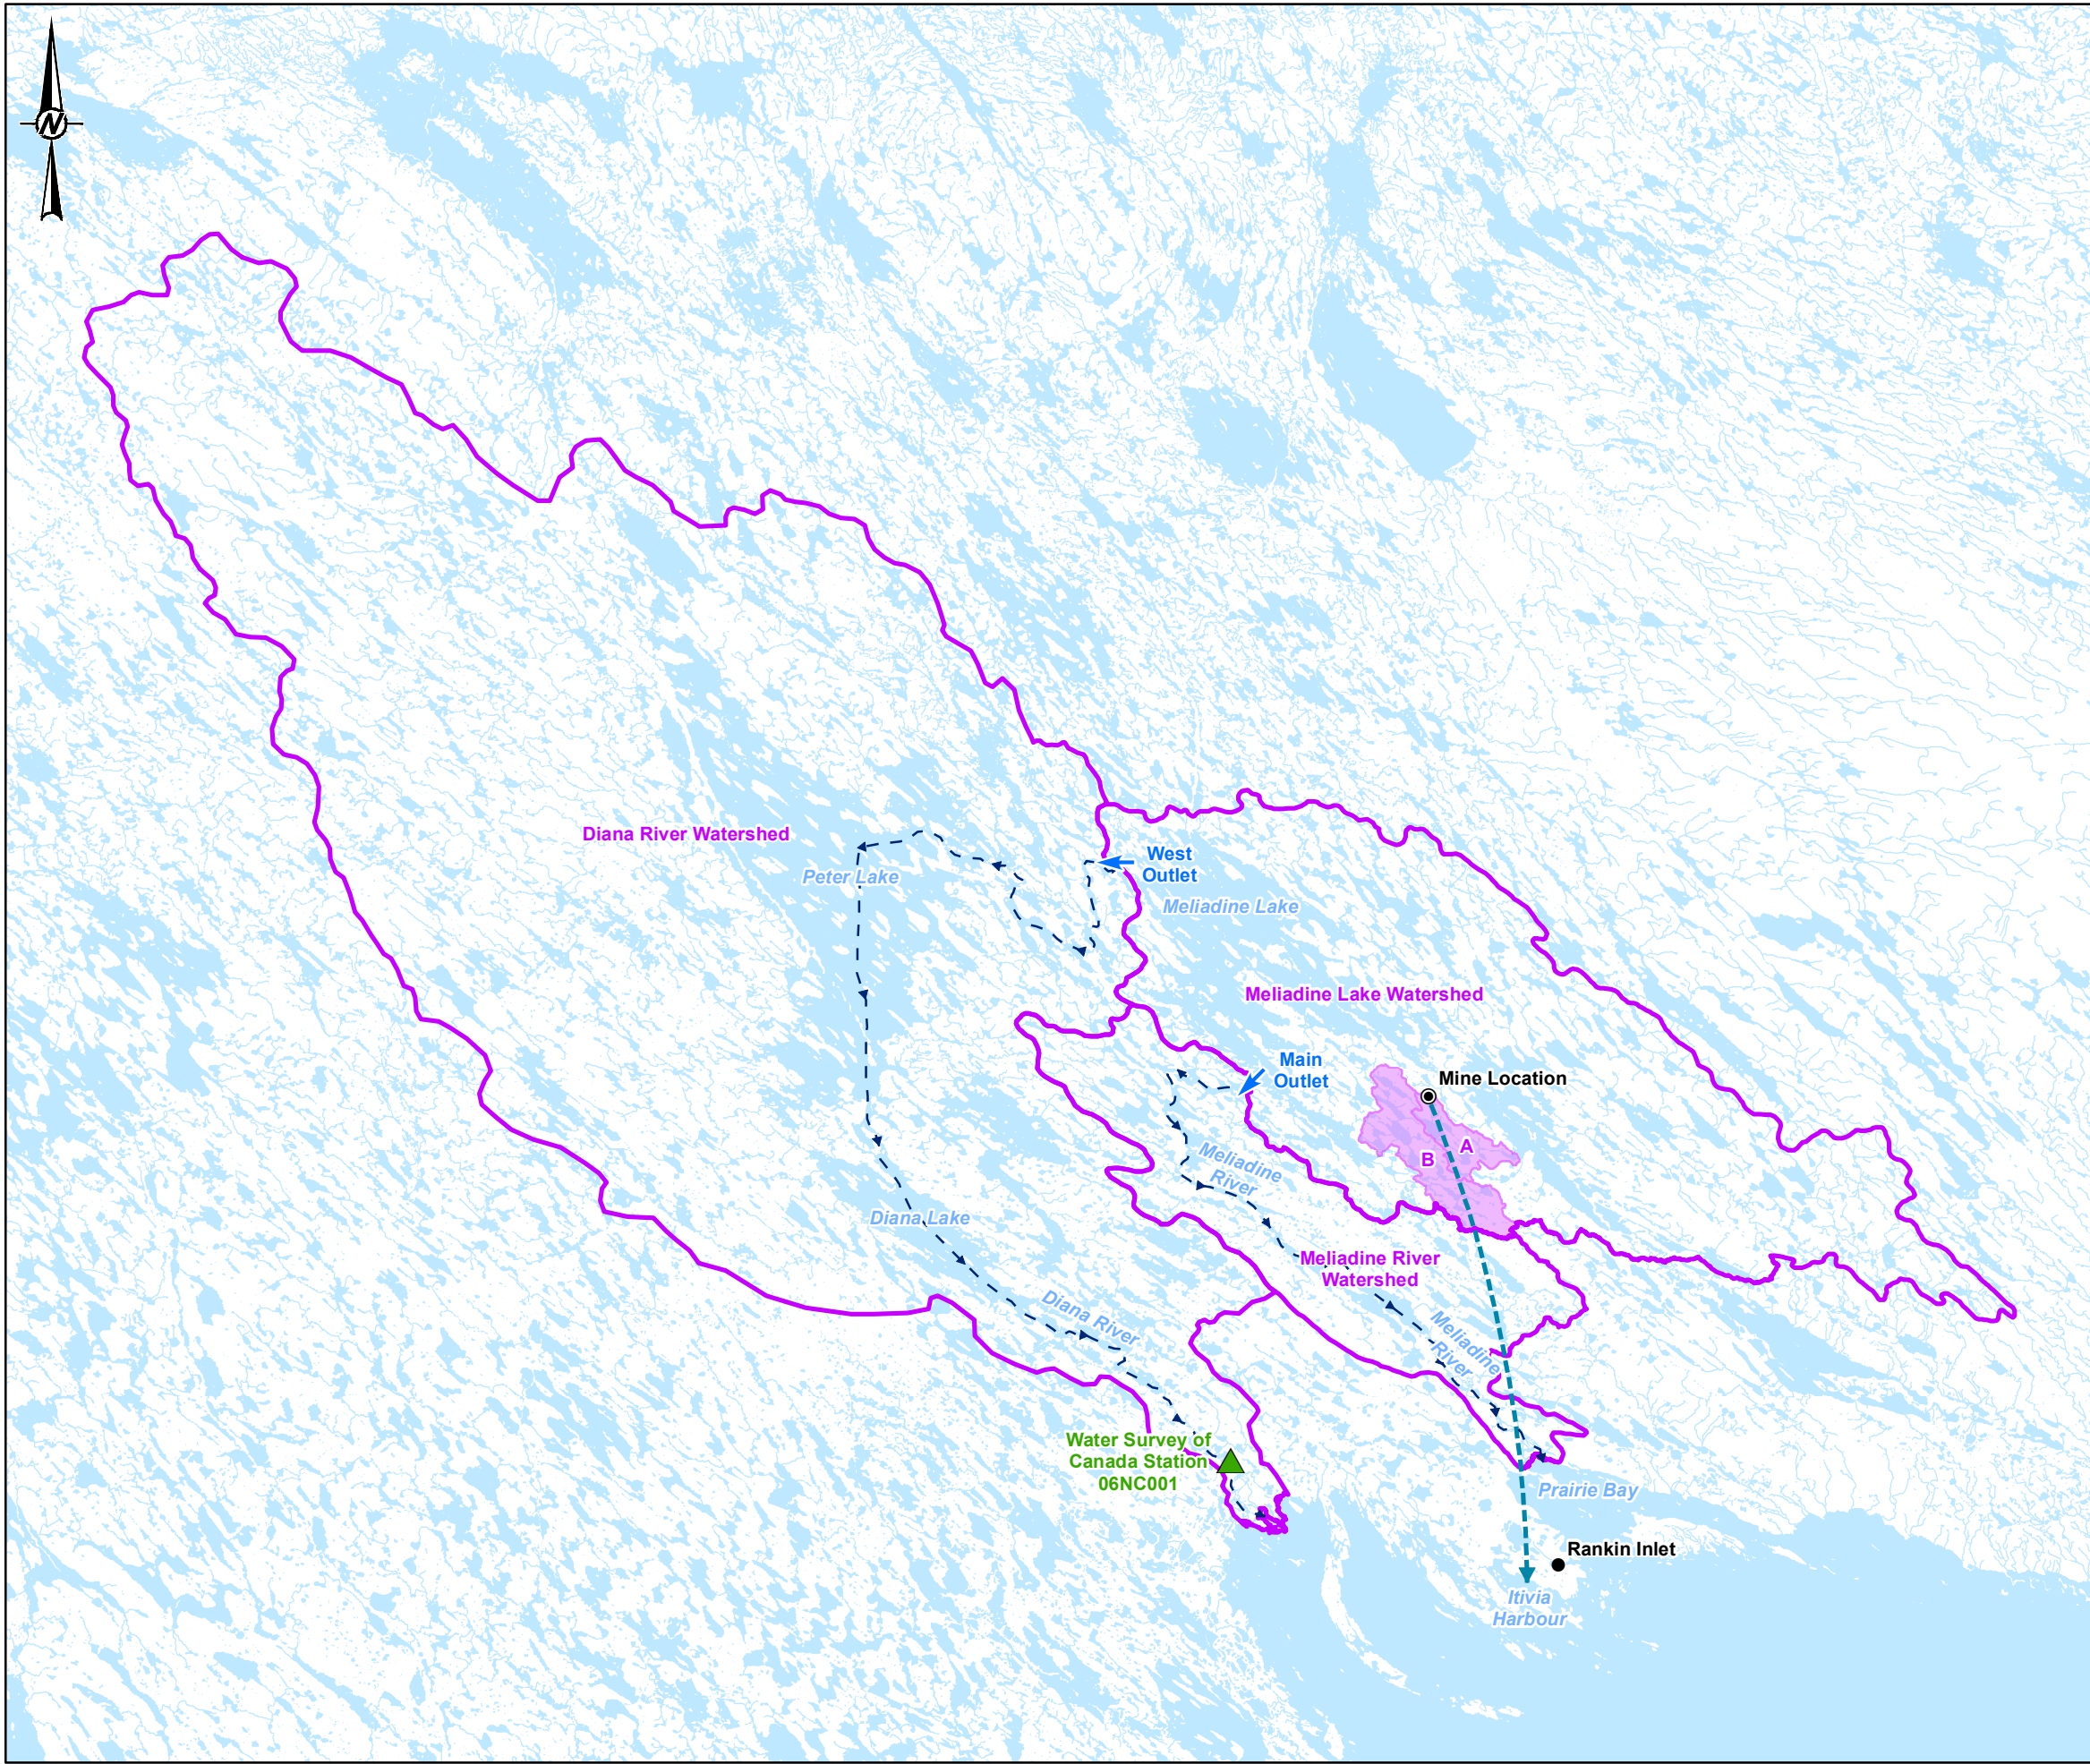 N
Diana River Watershed
Peter Lake
West
Outlet
Meliadine Lake
Meliadine Lake Watershed
Main
Outlet
Mine Location
A
B
Meliadine
River
Diana Lake
Meliadine River
Watershed
Diana River
Meliadine
River
Water Survey of
Canada Station
06NC001
Prairie Bay
Rankin Inlet
Itivia
Harbour